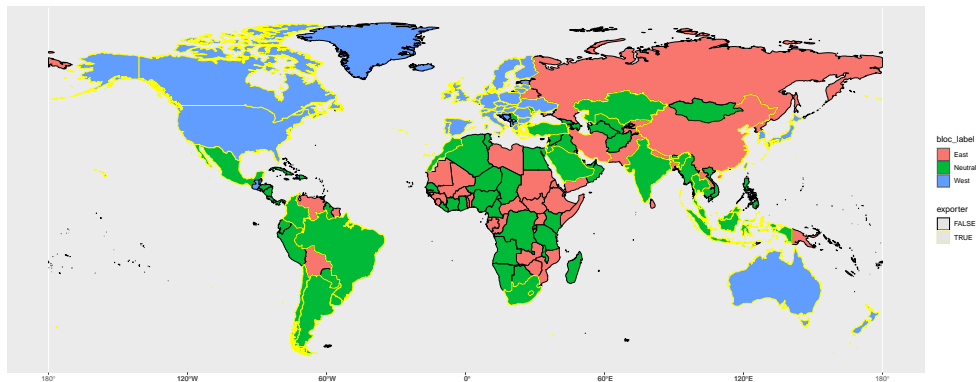 bloc_label
East
Neutral
West
exporter
FALSE
TRUE
180° 120°W 60°W 0° 60°E 120°E 180°